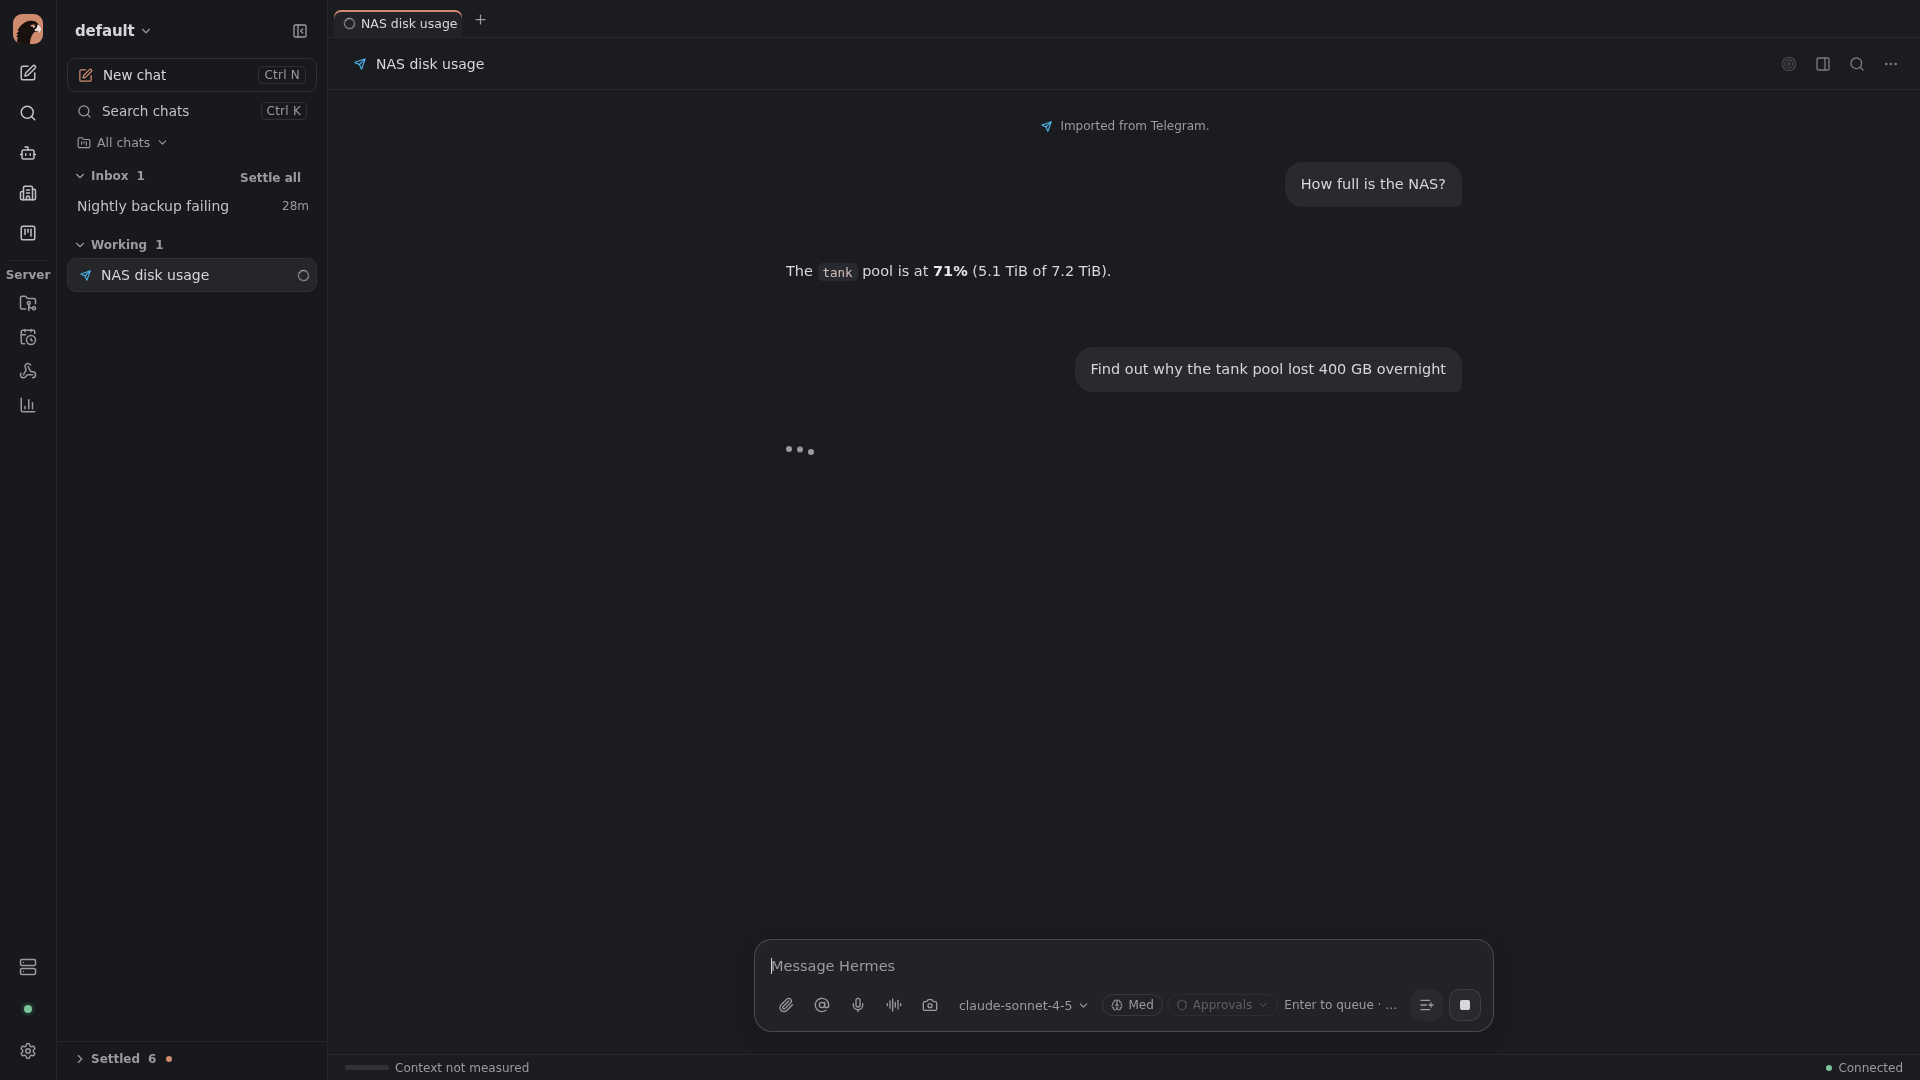 default
New chat
Ctrl N
Search chats
Ctrl K
All chats
Inbox 1
Settle all
Nightly backup failing
28m
Working 1
NAS disk usage
Server
Settled 6
NAS disk usage
NAS disk usage
Imported from Telegram.
How full is the NAS?
The tank pool is at 71% (5.1 TiB of 7.2 TiB).
Find out why the tank pool lost 400 GB overnight
Message Hermes
claude-sonnet-4-5
Med
Approvals
Enter to queue · ...
Context not measured
Connected